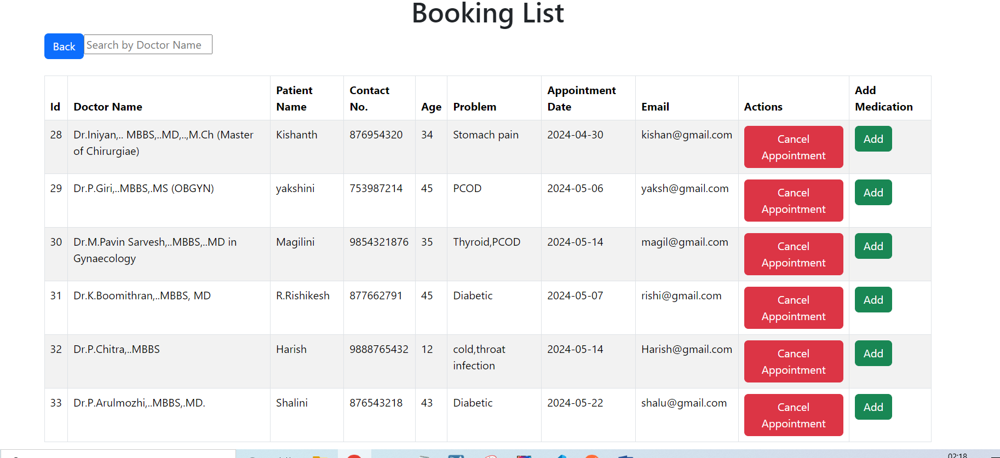 Booking List
Back
Search by Doctor Name
Id Doctor Name Patient Name Contact No. Age Problem Appointment Date Email Actions Add Medication
28 Dr.Iniyan,.. MBBS,..MD,..,M.Ch (Master Kishanth 876954320 34 Stomach pain 2024-04-30 kishan@gmail.com Cancel Add
of Chirurgiae) Appointment
29 Dr.P.Giri,..MBBS,.MS (OBGYN) yakshini 753987214 45 PCOD 2024-05-06 yaksh@gmail.com Cancel Add
Appointment
30 Dr.M.Pavin Sarvesh,..MBBS,..MD in Magilini 9854321876 35 Thyroid,PCOD 2024-05-14 magil@gmail.com Cancel Add
Gynaecology Appointment
31 Dr.K.Boomithran,..MBBS, MD R.Rishikesh 877662791 45 Diabetic 2024-05-07 rishi@gmail.com Cancel Add
Appointment
32 Dr.P.Chitra,..MBBS Harish 9888765432 12 cold,throat 2024-05-14 Harish@gmail.com Cancel Add
infection Appointment
33 Dr.P.Arulmozhi,..MBBS,.MD. Shalini 876543218 43 Diabetic 2024-05-22 shalu@gmail.com Cancel Add
Appointment
02:18